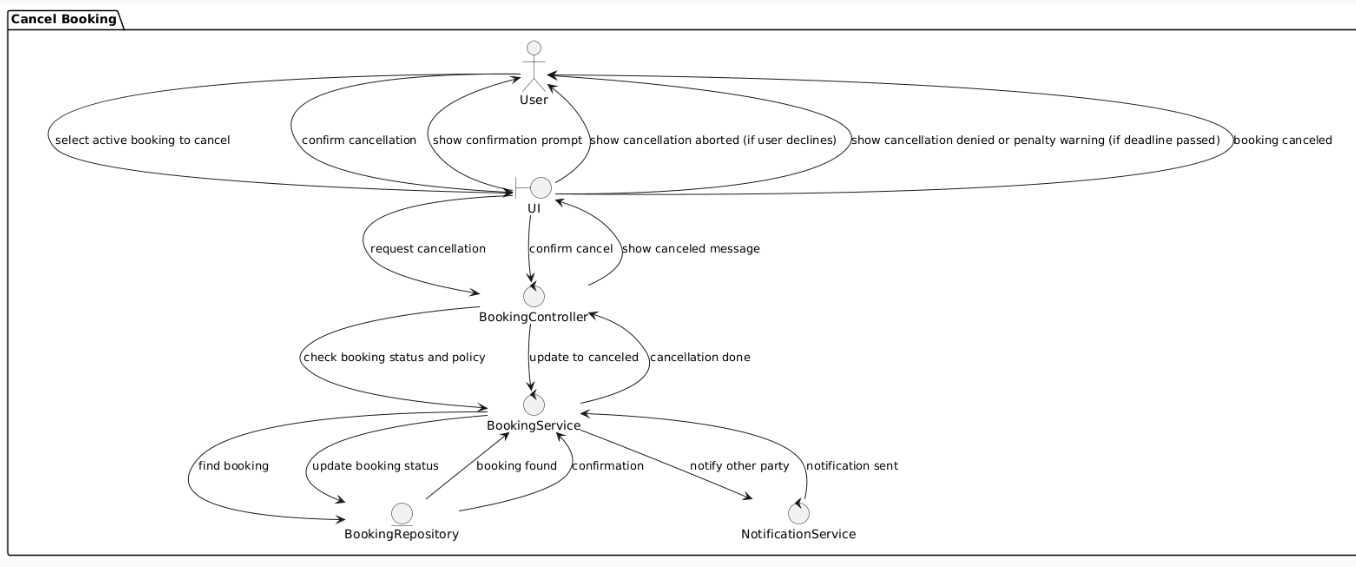 Cancel Booking
User
select active booking to cancel
confirm cancellation
show confirmation prompt
show cancellation aborted (if user declines)
show cancellation denied or penalty warning (if deadline passed)
booking canceled
UI
request cancellation
confirm cancel
show canceled message
BookingController
check booking status and policy
update to canceled
cancellation done
BookingService
find booking
update booking status
booking found
confirmation
notify other party
notification sent
BookingRepository
NotificationService